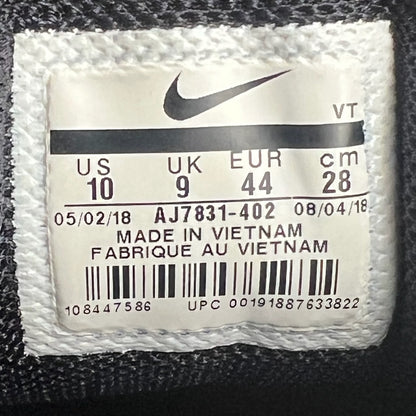 VT
US UK EUR cm
10 9 44 28
05/02/18 AJ7831-402 08/04/18
MADE IN VIETNAM
FABRIQUE AU VIETNAM
108447586 UPC 00191887633822